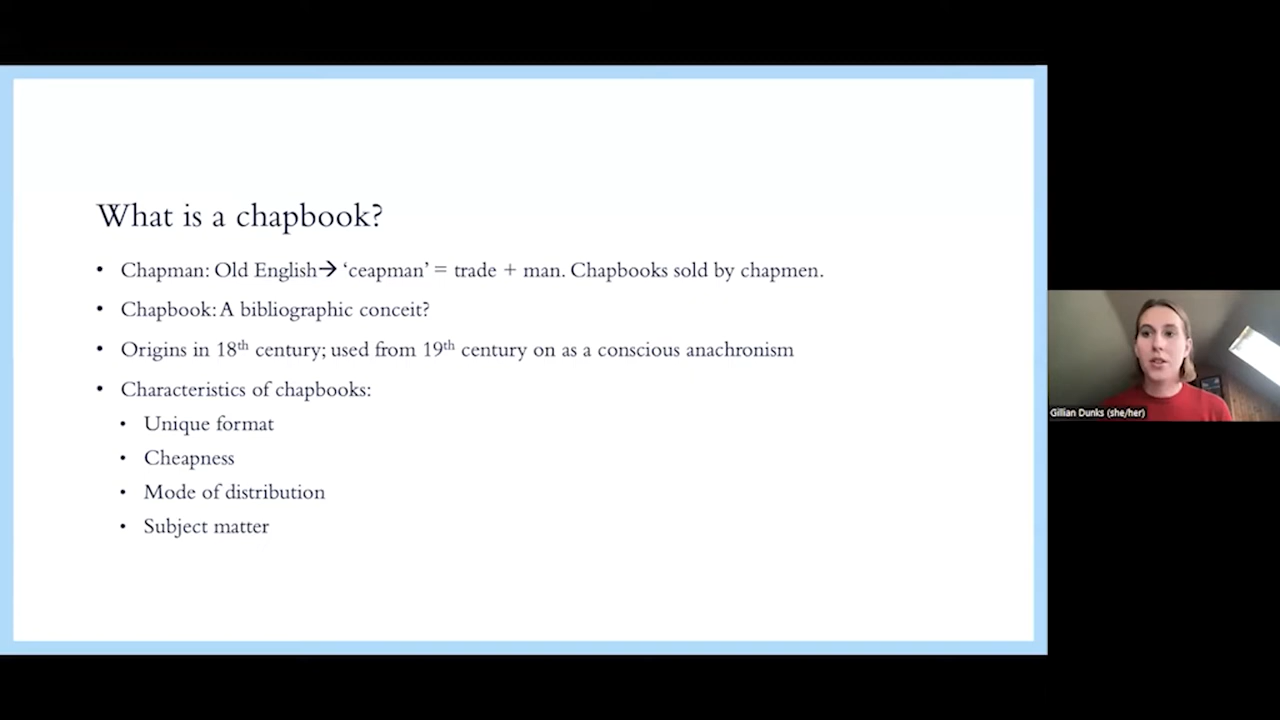 What is a chapbook?
• Chapman: Old English→ ‘ceapman’ = trade + man. Chapbooks sold by chapmen.
• Chapbook: A bibliographic conceit?
• Origins in 18th century; used from 19th century on as a conscious anachronism
• Characteristics of chapbooks:
• Unique format
• Cheapness
• Mode of distribution
• Subject matter
Gillian Dunks (she/her)